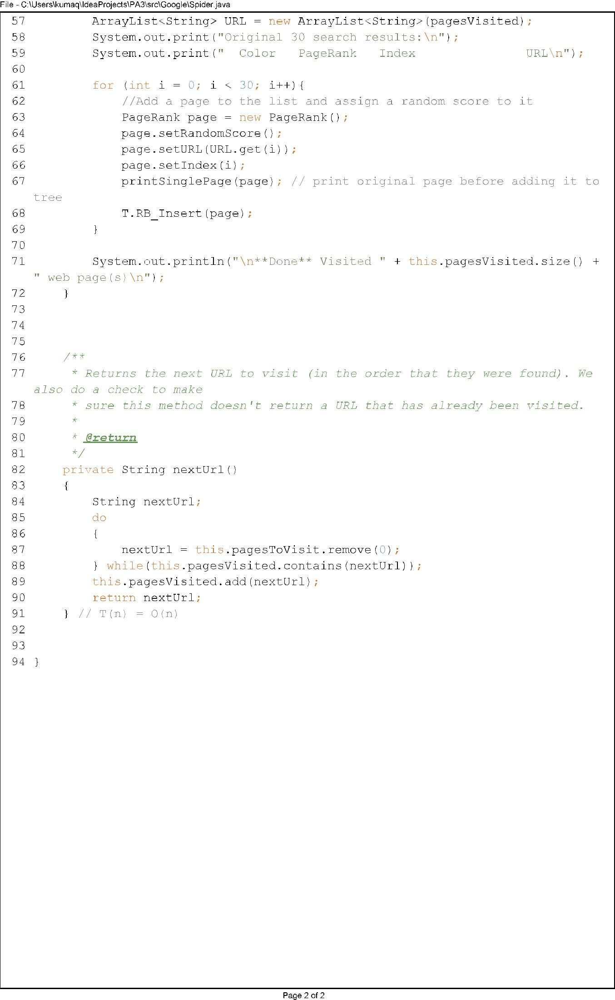 File - C:\Users\kumaq\IdeaProjects\PA3\src\Google\Spider.java
57         ArrayList<String> URL = new ArrayList<String>(pagesVisited);
58         System.out.print("Original 30 search results:\n");
59         System.out.print("  Color   PageRank   Index               URL\n");
60
61         for (int i = 0; i < 30; i++){
62             //Add a page to the list and assign a random score to it
63             PageRank page = new PageRank();
64             page.setRandomScore();
65             page.setURL(URL.get(i));
66             page.setIndex(i);
67             printSinglePage(page); // print original page before adding it to
tree
68             T.RB_Insert(page);
69         }
70
71         System.out.println("\n**Done** Visited " + this.pagesVisited.size() +
" web page(s)\n");
72     }
73
74
75
76     /**
77      * Returns the next URL to visit (in the order that they were found). We
also do a check to make
78      * sure this method doesn't return a URL that has already been visited.
79      *
80      * @return
81      */
82     private String nextUrl()
83     {
84         String nextUrl;
85         do
86         {
87             nextUrl = this.pagesToVisit.remove(0);
88         } while(this.pagesVisited.contains(nextUrl));
89         this.pagesVisited.add(nextUrl);
90         return nextUrl;
91     } // T(n) = O(n)
92
93
94 }
Page 2 of 2